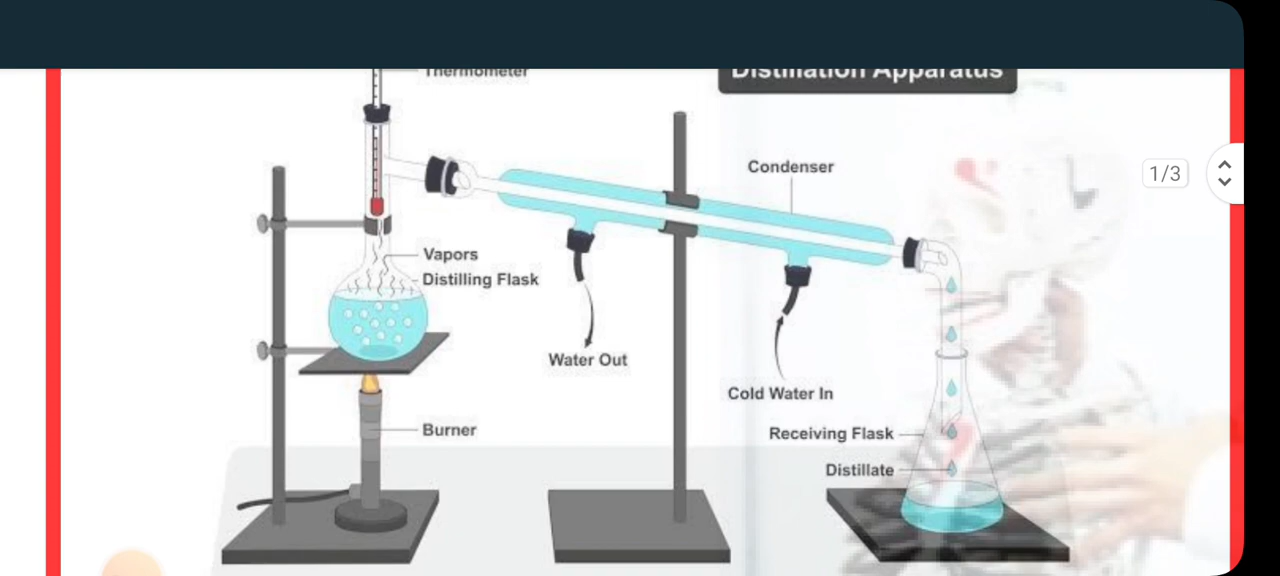 Thermometer
Distillation Apparatus
Condenser
1/3
Vapors
Distilling Flask
Water Out
Cold Water In
Burner
Receiving Flask
Distillate